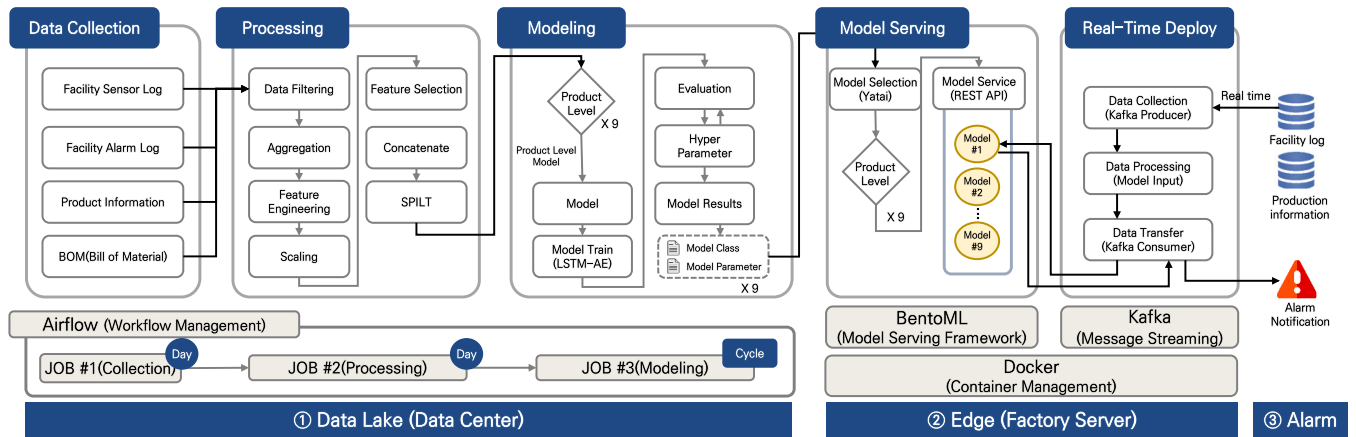 Data Collection
Facility Sensor Log
Facility Alarm Log
Product Information
BOM(Bill of Material)
Processing
Data Filtering
Aggregation
Feature
Engineering
Scaling
Feature Selection
Concatenate
SPILT
Modeling
Product
Level
X 9
Product Level
Model
Model
Model Train
(LSTM-AE)
Evaluation
Hyper
Parameter
Model Results
Model Class
Model Parameter
X 9
Model Serving
Model Selection
(Yatai)
Product
Level
X 9
Model Service
(REST API)
Model
#1
Model
#2
Model
#9
Real-Time Deploy
Data Collection
(Kafka Producer)
Data Processing
(Model Input)
Data Transfer
(Kafka Consumer)
Real time
Facility log
Production
information
Alarm
Notification
Airflow (Workflow Management)
JOB #1(Collection)
Day
JOB #2(Processing)
Day
JOB #3(Modeling)
Cycle
BentoML
(Model Serving Framework)
Kafka
(Message Streaming)
Docker
(Container Management)
① Data Lake (Data Center)
② Edge (Factory Server)
③ Alarm